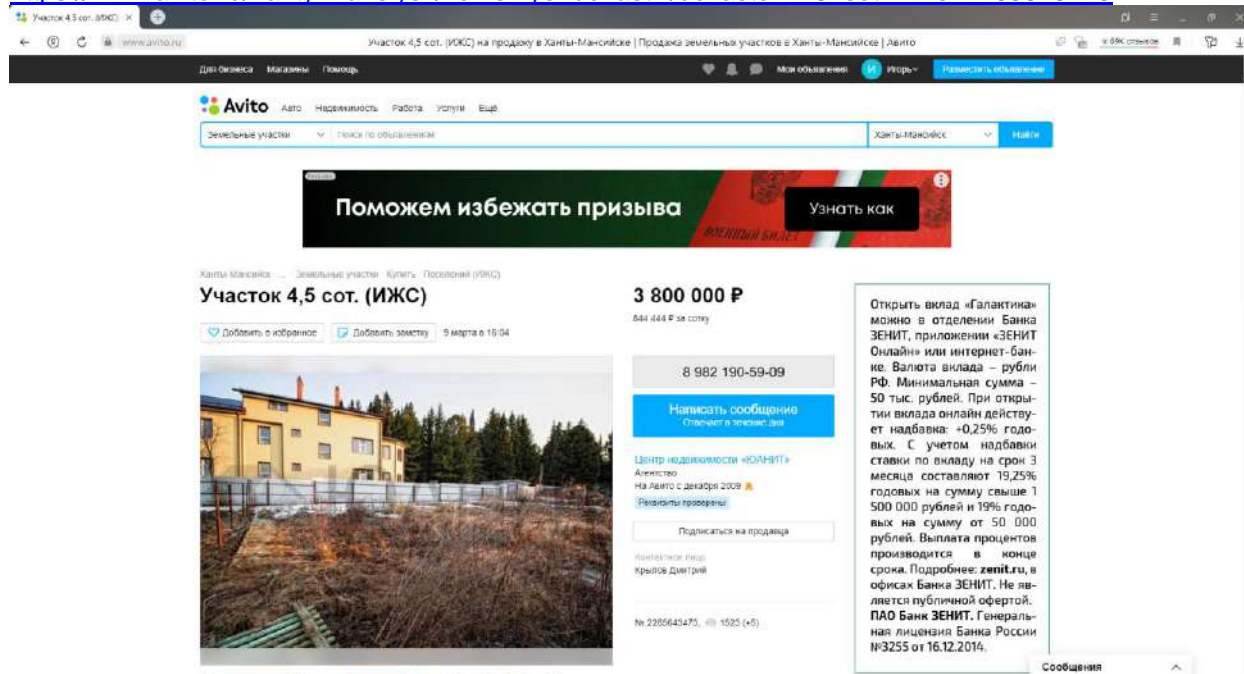 Участок 4,5 сот. (ИЖС)
www.avito.ru
Участок 4,5 сот. (ИЖС) на продажу в Ханты-Мансийске | Продажа земельных участков в Ханты-Мансийске | Авито
Для бизнеса Магазины Помощь
Мои объявления И Игорь Разместить объявление
Avito Авто Недвижимость Работа Услуги Ещё
Земельные участки Поиск по объявлениям Ханты-Мансийск Найти
Поможем избежать призыва
ВОЕННЫЙ БИЛЕТ
Узнать как
Ханты-Мансийск ... Земельные участки Купить Поселений (ИЖС)
Участок 4,5 сот. (ИЖС)
Добавить в избранное Добавить заметку 9 марта в 16:04
3 800 000 ₽
844 444 ₽ за сотку
8 982 190-59-09
Написать сообщение
Отвечает в течение дня
Центр недвижимости «ЮАНИТ»
Агентство
На Авито с декабря 2009
Реквизиты проверены
Подписаться на продавца
Контактное лицо
Крылов Дмитрий
№ 2265643473, 1523 (+5)
Открыть вклад «Галактика»
можно в отделении Банка
ЗЕНИТ, приложении «ЗЕНИТ
Онлайн» или интернет-бан-
ке. Валюта вклада – рубли
РФ. Минимальная сумма –
50 тыс. рублей. При откры-
тии вклада онлайн действу-
ет надбавка: +0,25% годо-
вых. С учетом надбавки
ставки по вкладу на срок 3
месяца составляют 19,25%
годовых на сумму свыше 1
500 000 рублей и 19% годо-
вых на сумму от 50 000
рублей. Выплата процентов
производится в конце
срока. Подробнее: zenit.ru, в
офисах Банка ЗЕНИТ. Не яв-
ляется публичной офертой.
ПАО Банк ЗЕНИТ. Генераль-
ная лицензия Банка России
№3255 от 16.12.2014.
Сообщения